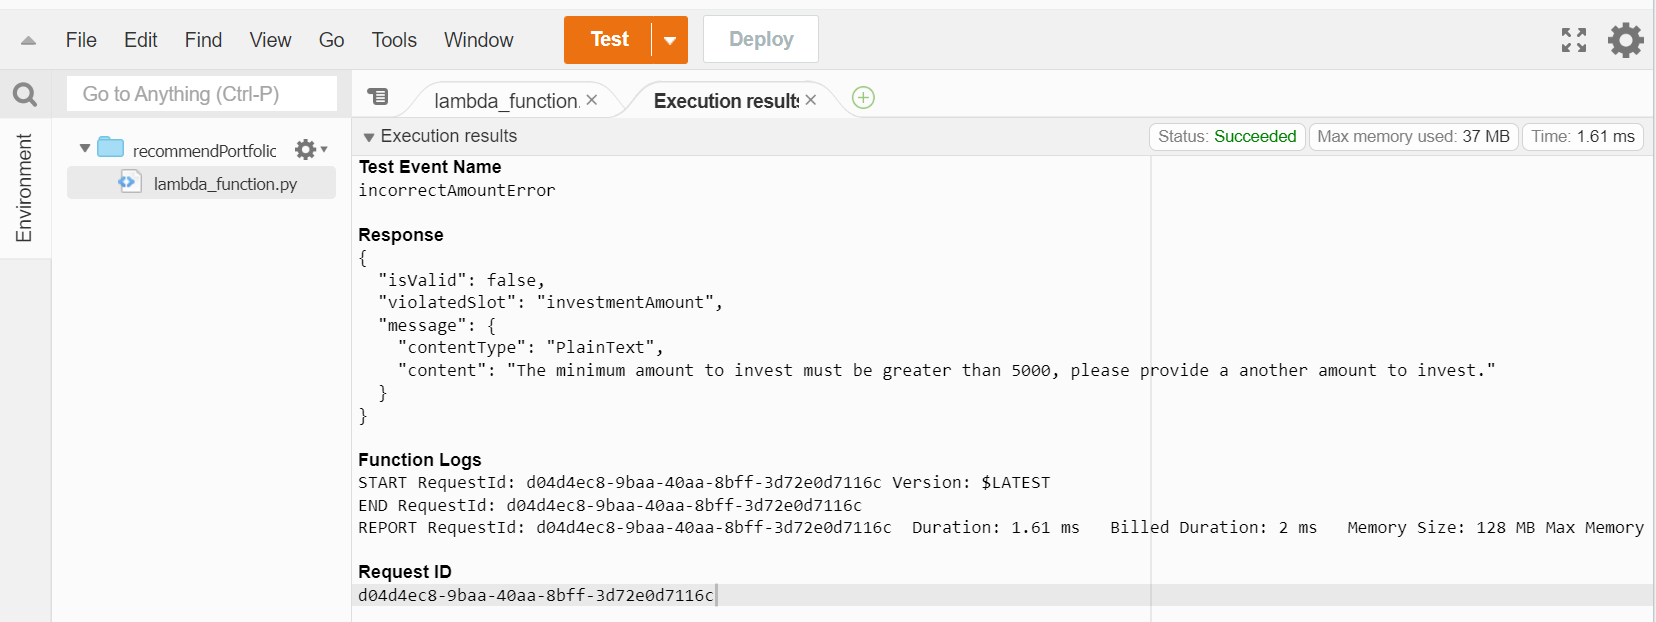 File Edit Find View Go Tools Window Test Deploy
Go to Anything (Ctrl-P)
lambda_function. Execution results
Environment
Execution results Status: Succeeded Max memory used: 37 MB Time: 1.61 ms
recommendPortfolio
lambda_function.py
Test Event Name
incorrectAmountError
Response
{
"isValid": false,
"violatedSlot": "investmentAmount",
"message": {
"contentType": "PlainText",
"content": "The minimum amount to invest must be greater than 5000, please provide a another amount to invest."
}
}
Function Logs
START RequestId: d04d4ec8-9baa-40aa-8bff-3d72e0d7116c Version: $LATEST
END RequestId: d04d4ec8-9baa-40aa-8bff-3d72e0d7116c
REPORT RequestId: d04d4ec8-9baa-40aa-8bff-3d72e0d7116c Duration: 1.61 ms Billed Duration: 2 ms Memory Size: 128 MB Max Memory
Request ID
d04d4ec8-9baa-40aa-8bff-3d72e0d7116c